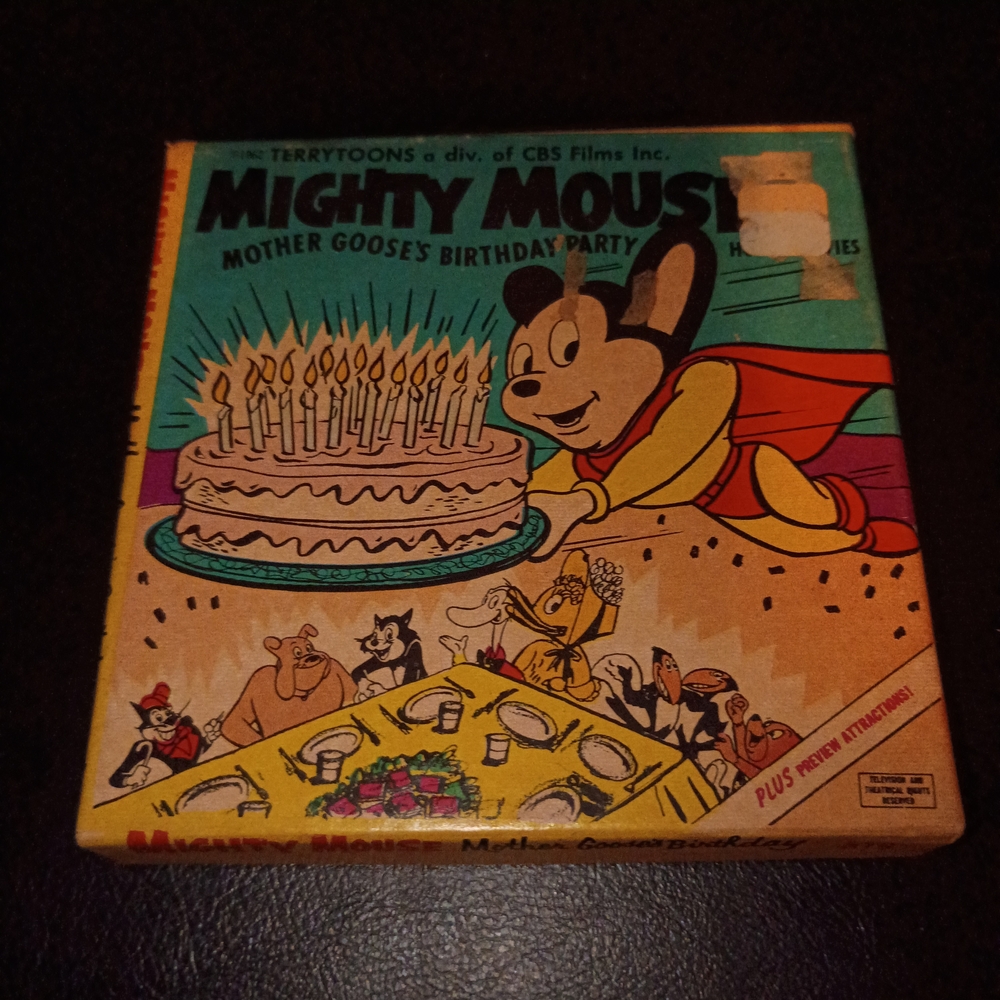 TERRYTOONS a div. of CBS Films Inc.
MIGHTY MOUSE
MOTHER GOOSE'S BIRTHDAY PARTY
PLUS PREVIEW ATTRACTIONS!
TELEVISION AND
THEATRICAL RIGHTS
RESERVED
MIGHTY MOUSE Mother Goose's Birthday